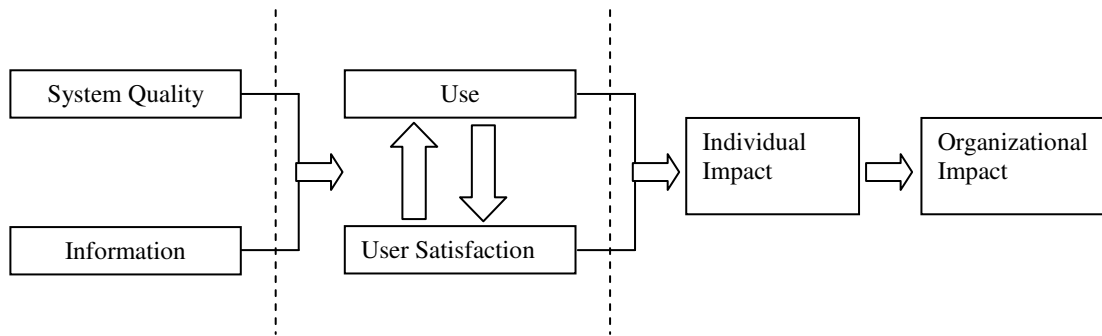 System Quality
Use
Individual
Impact
Organizational
Impact
Information
User Satisfaction